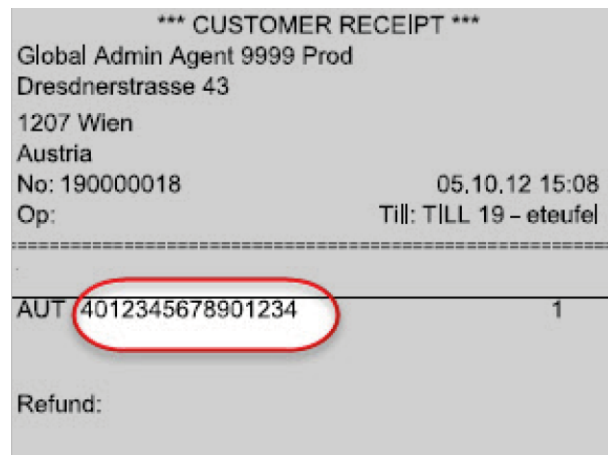 *** CUSTOMER RECEIPT ***
Global Admin Agent 9999 Prod
Dresdnerstrasse 43
1207 Wien
Austria
No: 190000018 05.10.12 15:08
Op: Till: TILL 19 – eteufel
AUT 4012345678901234 1
Refund: